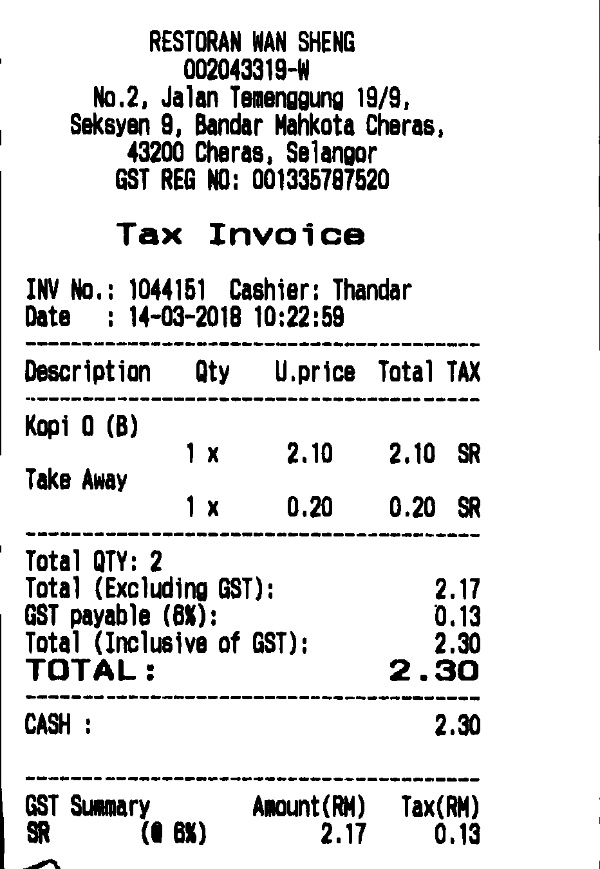 RESTORAN WAN SHENG
002043319-W
No.2, Jalan Temenggung 19/9,
Seksyen 9, Bandar Mahkota Cheras,
43200 Cheras, Selangor
GST REG NO: 001335787520
Tax Invoice
INV No.: 1044151 Cashier: Thandar
Date : 14-03-2018 10:22:59
Description Qty U.price Total TAX
Kopi O (B)
1 x 2.10 2.10 SR
Take Away
1 x 0.20 0.20 SR
Total QTY: 2
Total (Excluding GST): 2.17
GST payable (6%): 0.13
Total (Inclusive of GST): 2.30
TOTAL: 2.30
CASH : 2.30
GST Summary Amount(RM) Tax(RM)
SR (@ 6%) 2.17 0.13